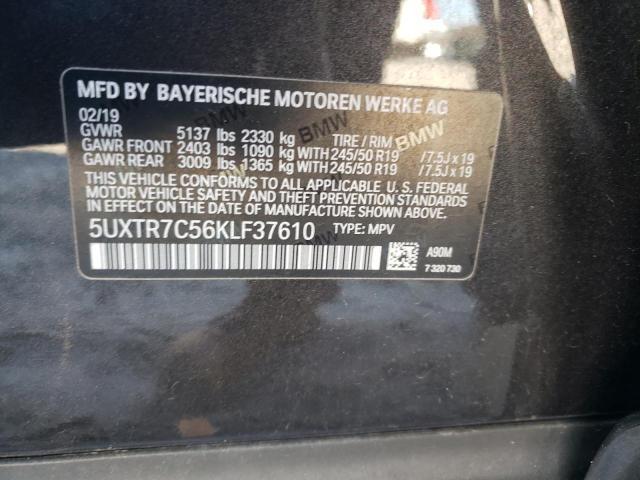 MFD BY BAYERISCHE MOTOREN WERKE AG
02/19
GVWR 5137 lbs 2330 kg TIRE / RIM
GAWR FRONT 2403 lbs 1090 kg WITH 245/50 R19 /7.5J x 19
GAWR REAR 3009 lbs 1365 kg WITH 245/50 R19 /7.5J x 19
THIS VEHICLE CONFORMS TO ALL APPLICABLE U. S. FEDERAL
MOTOR VEHICLE SAFETY AND THEFT PREVENTION STANDARDS IN
EFFECT ON THE DATE OF MANUFACTURE SHOWN ABOVE.
5UXTR7C56KLF37610 TYPE: MPV
A90M
7 320 730
BMW
BMW
BMW